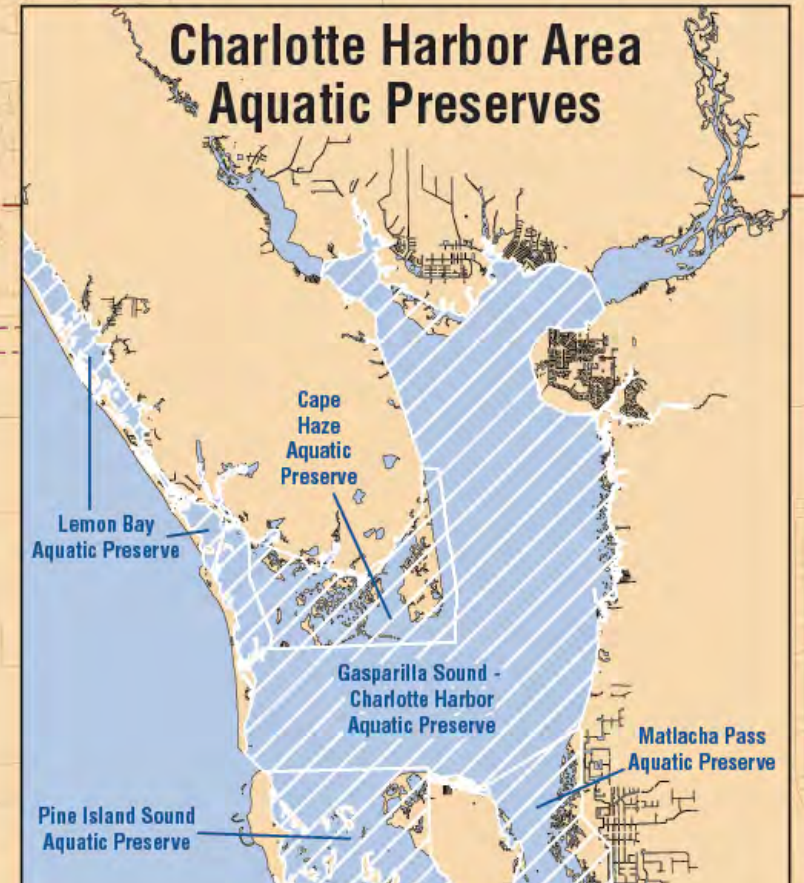 Charlotte Harbor Area
Aquatic Preserves
Cape
Haze
Aquatic
Preserve
Lemon Bay
Aquatic Preserve
Gasparilla Sound -
Charlotte Harbor
Aquatic Preserve
Matlacha Pass
Aquatic Preserve
Pine Island Sound
Aquatic Preserve